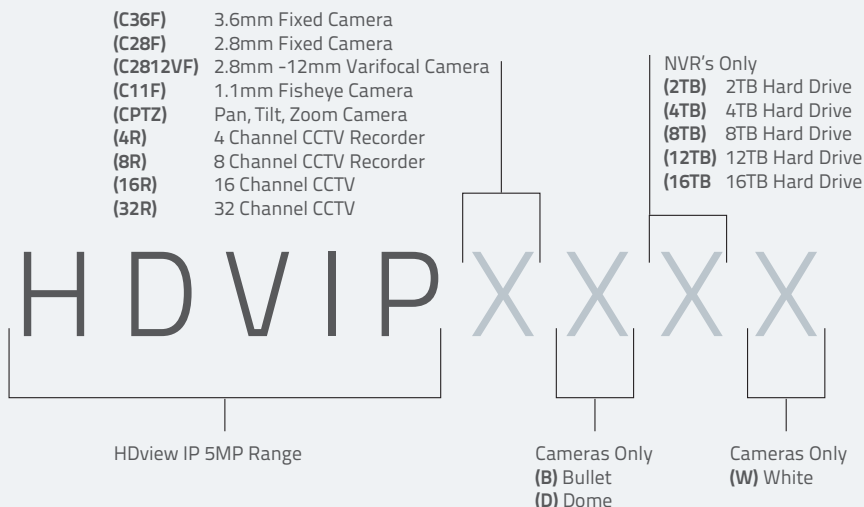 (C36F) 3.6mm Fixed Camera
(C28F) 2.8mm Fixed Camera
(C2812VF) 2.8mm -12mm Varifocal Camera
(C11F) 1.1mm Fisheye Camera
(CPTZ) Pan, Tilt, Zoom Camera
(4R) 4 Channel CCTV Recorder
(8R) 8 Channel CCTV Recorder
(16R) 16 Channel CCTV
(32R) 32 Channel CCTV
NVR's Only
(2TB) 2TB Hard Drive
(4TB) 4TB Hard Drive
(8TB) 8TB Hard Drive
(12TB) 12TB Hard Drive
(16TB 16TB Hard Drive
HDVIPXXXX
HDview IP 5MP Range
Cameras Only
(B) Bullet
(D) Dome
Cameras Only
(W) White